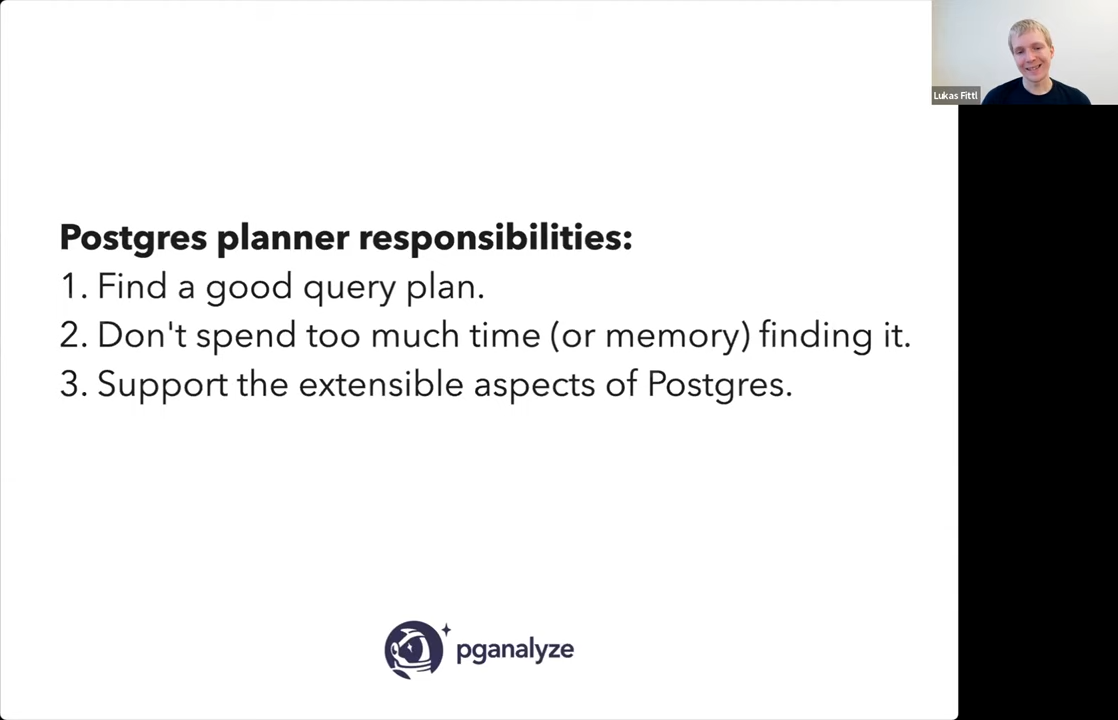 Lukas Fittl
Postgres planner responsibilities:
1. Find a good query plan.
2. Don't spend too much time (or memory) finding it.
3. Support the extensible aspects of Postgres.
pganalyze